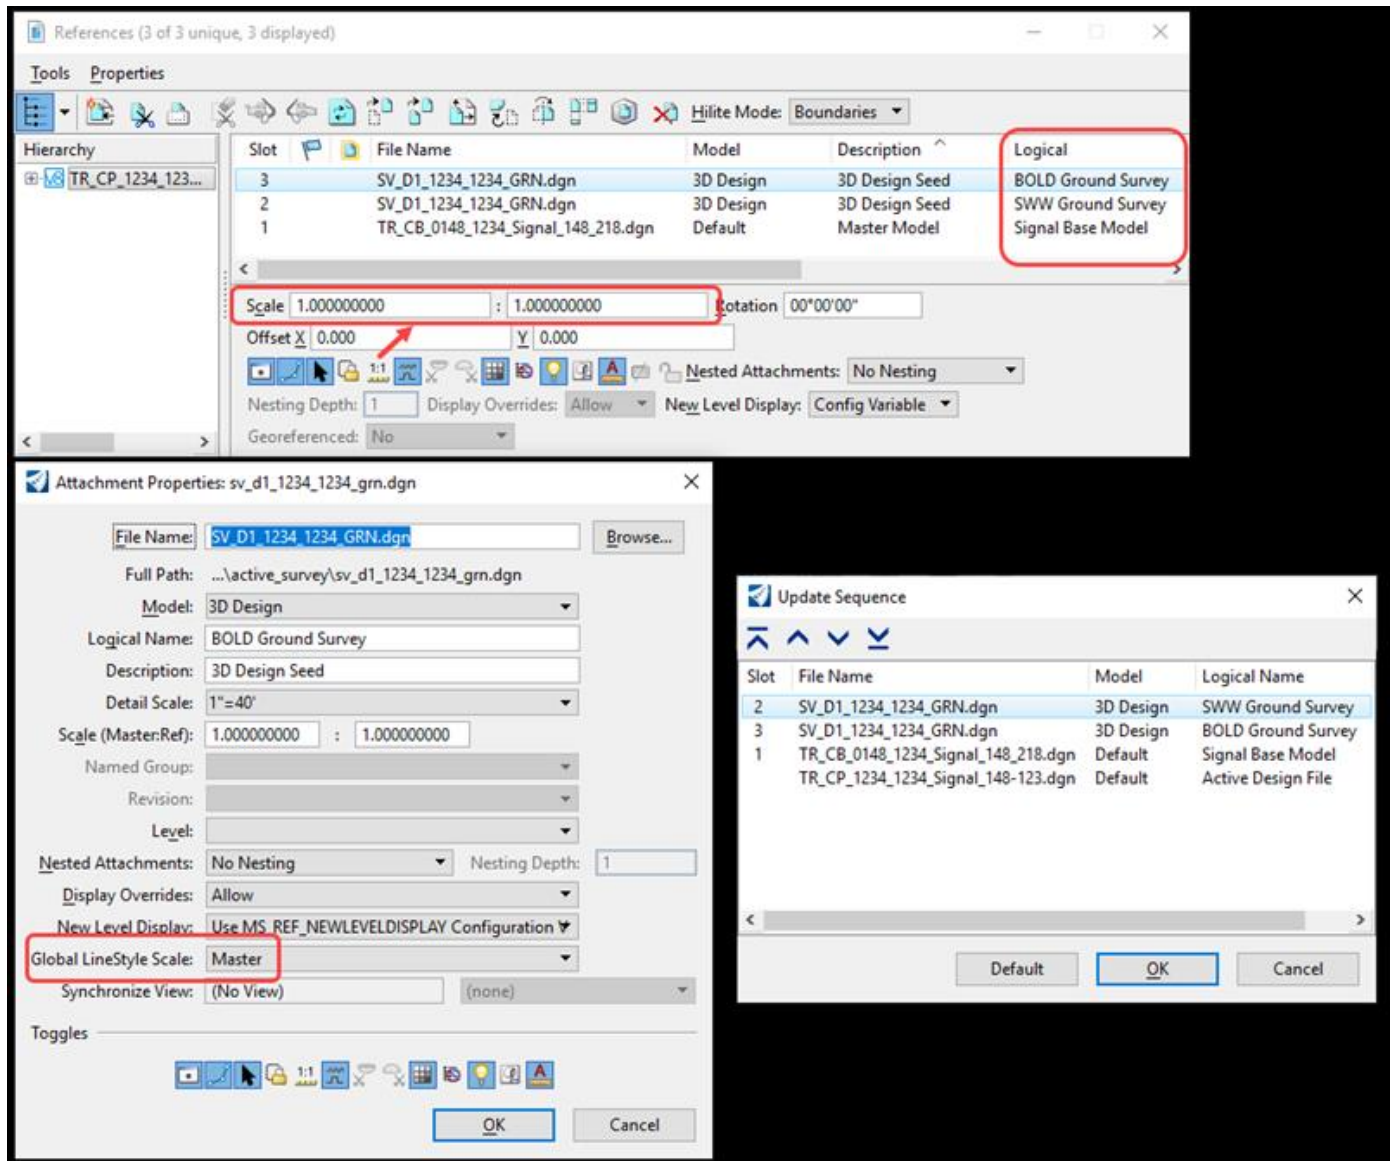 References (3 of 3 unique, 3 displayed)
Tools Properties
Hilite Mode: Boundaries
Hierarchy
TR_CP_1234_123...
Slot File Name Model Description Logical
3 SV_D1_1234_1234_GRN.dgn 3D Design 3D Design Seed BOLD Ground Survey
2 SV_D1_1234_1234_GRN.dgn 3D Design 3D Design Seed SWW Ground Survey
1 TR_CB_0148_1234_Signal_148_218.dgn Default Master Model Signal Base Model
Scale 1.000000000 : 1.000000000 Rotation 00°00'00"
Offset X 0.000 Y 0.000
1:1 Nested Attachments: No Nesting
Nesting Depth: 1 Display Overrides: Allow New Level Display: Config Variable
Georeferenced: No
Attachment Properties: sv_d1_1234_1234_grn.dgn
File Name: SV_D1_1234_1234_GRN.dgn Browse...
Full Path: ...\active_survey\sv_d1_1234_1234_grn.dgn
Model: 3D Design
Logical Name: BOLD Ground Survey
Description: 3D Design Seed
Detail Scale: 1"=40'
Scale (Master:Ref): 1.000000000 : 1.000000000
Named Group:
Revision:
Level:
Nested Attachments: No Nesting Nesting Depth: 1
Display Overrides: Allow
New Level Display: Use MS_REF_NEWLEVELDISPLAY Configuration V
Global LineStyle Scale: Master
Synchronize View: (No View) (none)
Toggles
1:1
OK Cancel
Update Sequence
Slot File Name Model Logical Name
2 SV_D1_1234_1234_GRN.dgn 3D Design SWW Ground Survey
3 SV_D1_1234_1234_GRN.dgn 3D Design BOLD Ground Survey
1 TR_CB_0148_1234_Signal_148_218.dgn Default Signal Base Model
TR_CP_1234_1234_Signal_148-123.dgn Default Active Design File
Default OK Cancel